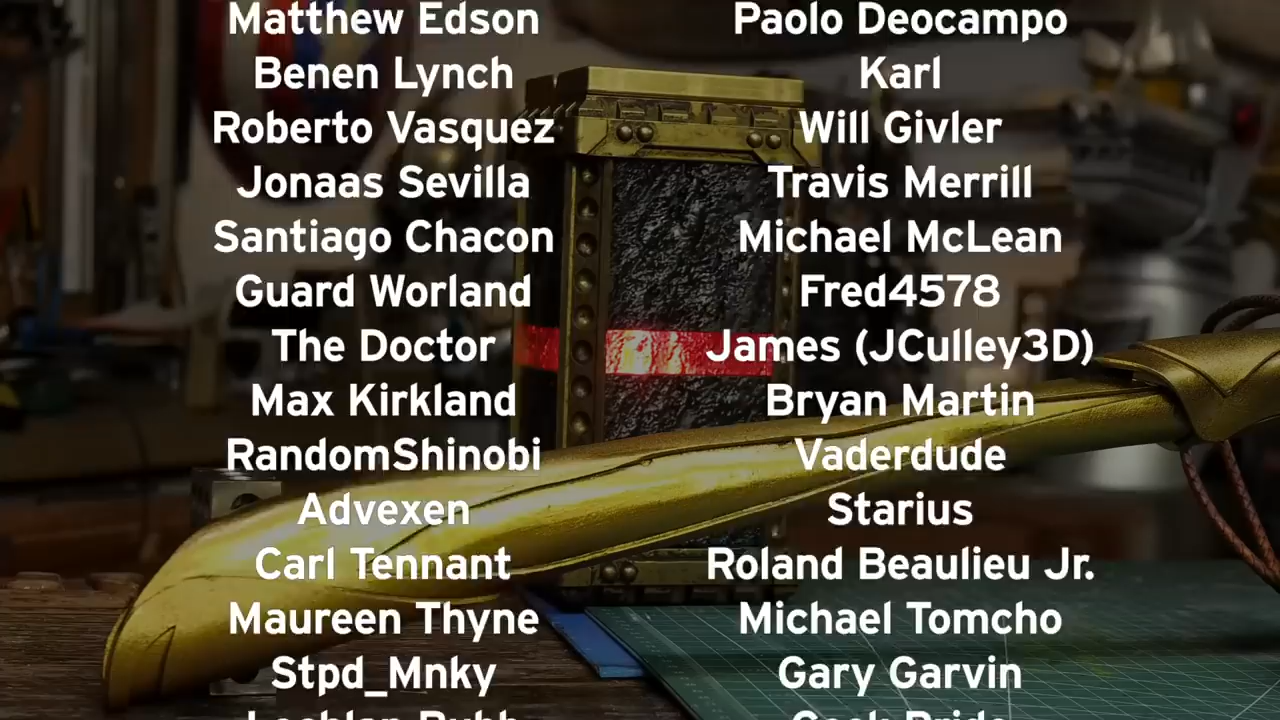 Matthew Edson
Benen Lynch
Roberto Vasquez
Jonaas Sevilla
Santiago Chacon
Guard Worland
The Doctor
Max Kirkland
RandomShinobi
Advexen
Carl Tennant
Maureen Thyne
Stpd_Mnky
Paolo Deocampo
Karl
Will Givler
Travis Merrill
Michael McLean
Fred4578
James (JCulley3D)
Bryan Martin
Vaderdude
Starius
Roland Beaulieu Jr.
Michael Tomcho
Gary Garvin